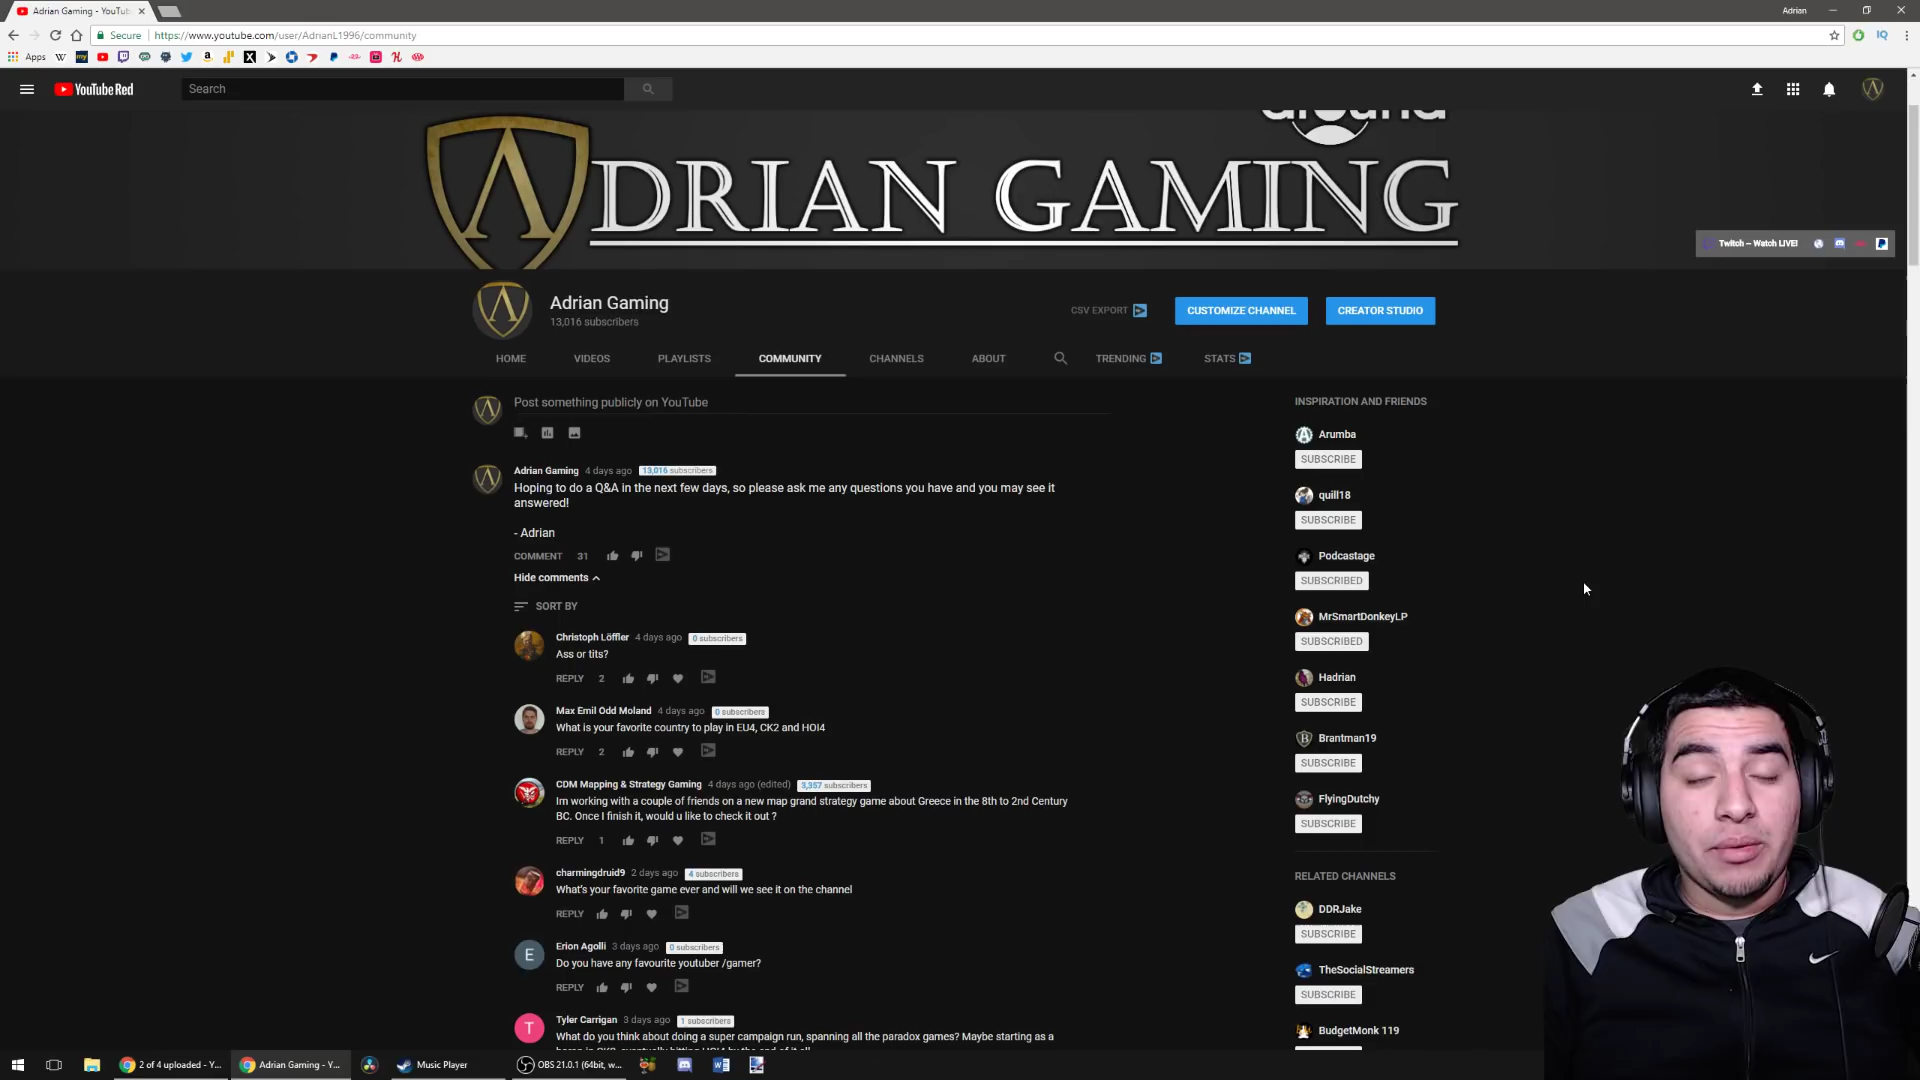 Adrian Gaming - YouTub
Adrian
Secure https://www.youtube.com/user/AdrianL1996/community
Apps
YouTube Red
Search
around
ADRIAN GAMING
Twitch – Watch LIVE!
Adrian Gaming
13,016 subscribers
CSV EXPORT
CUSTOMIZE CHANNEL
CREATOR STUDIO
HOME VIDEOS PLAYLISTS COMMUNITY CHANNELS ABOUT TRENDING STATS
Post something publicly on YouTube
Adrian Gaming 4 days ago 13,016 subscribers
Hoping to do a Q&A in the next few days, so please ask me any questions you have and you may see it
answered!
- Adrian
COMMENT 31
Hide comments
SORT BY
Christoph Löffler 4 days ago 0 subscribers
Ass or tits?
REPLY 2
Max Emil Odd Moland 4 days ago 0 subscribers
What is your favorite country to play in EU4, CK2 and HOI4
REPLY 2
CDM Mapping & Strategy Gaming 4 days ago (edited) 3,357 subscribers
Im working with a couple of friends on a new map grand strategy game about Greece in the 8th to 2nd Century
BC. Once I finish it, would u like to check it out ?
REPLY 1
charmingdruid9 2 days ago 4 subscribers
What's your favorite game ever and will we see it on the channel
REPLY
E
Erion Agolli 3 days ago 0 subscribers
Do you have any favourite youtuber /gamer?
REPLY
T
Tyler Carrigan 3 days ago 1 subscribers
What do you think about doing a super campaign run, spanning all the paradox games? Maybe starting as a
INSPIRATION AND FRIENDS
Arumba
SUBSCRIBE
quill18
SUBSCRIBE
Podcastage
SUBSCRIBED
MrSmartDonkeyLP
SUBSCRIBED
Hadrian
SUBSCRIBE
Brantman19
SUBSCRIBE
FlyingDutchy
SUBSCRIBE
RELATED CHANNELS
DDRJake
SUBSCRIBE
TheSocialStreamers
SUBSCRIBE
BudgetMonk 119
2 of 4 uploaded - Y...
Adrian Gaming - Y...
Music Player
OBS 21.0.1 (64bit, w...